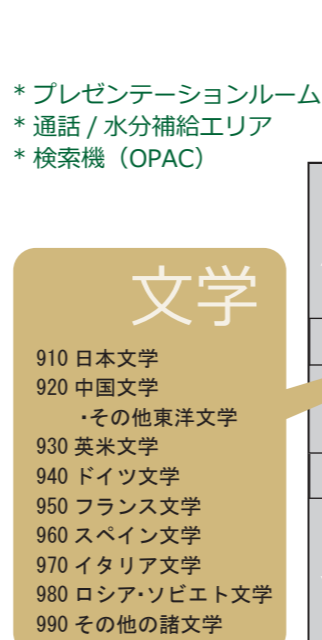 * プレゼンテーションルーム
* 通話 / 水分補給エリア
* 検索機（OPAC）
文学
910 日本文学
920 中国文学
・その他東洋文学
930 英米文学
940 ドイツ文学
950 フランス文学
960 スペイン文学
970 イタリア文学
980 ロシア・ソビエト文学
990 その他の諸文学